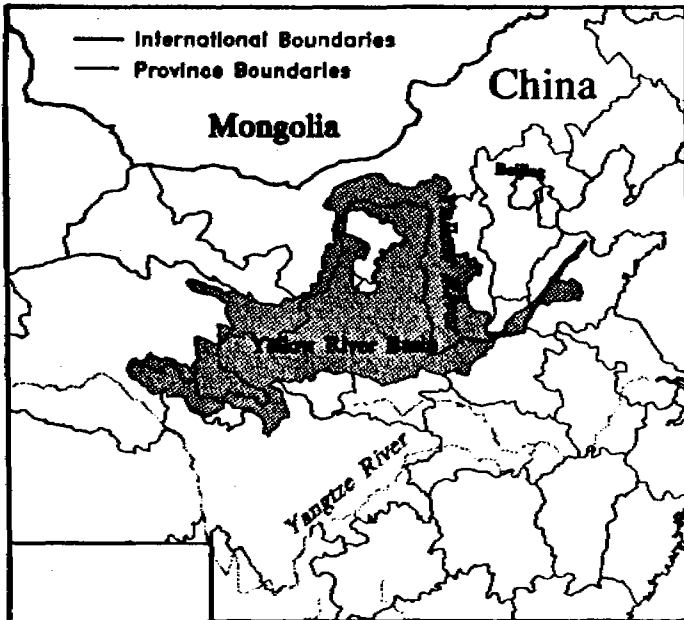 International Boundaries
Province Boundaries
China
Mongolia
Beijing
Yellow River Basin
Yangtze River